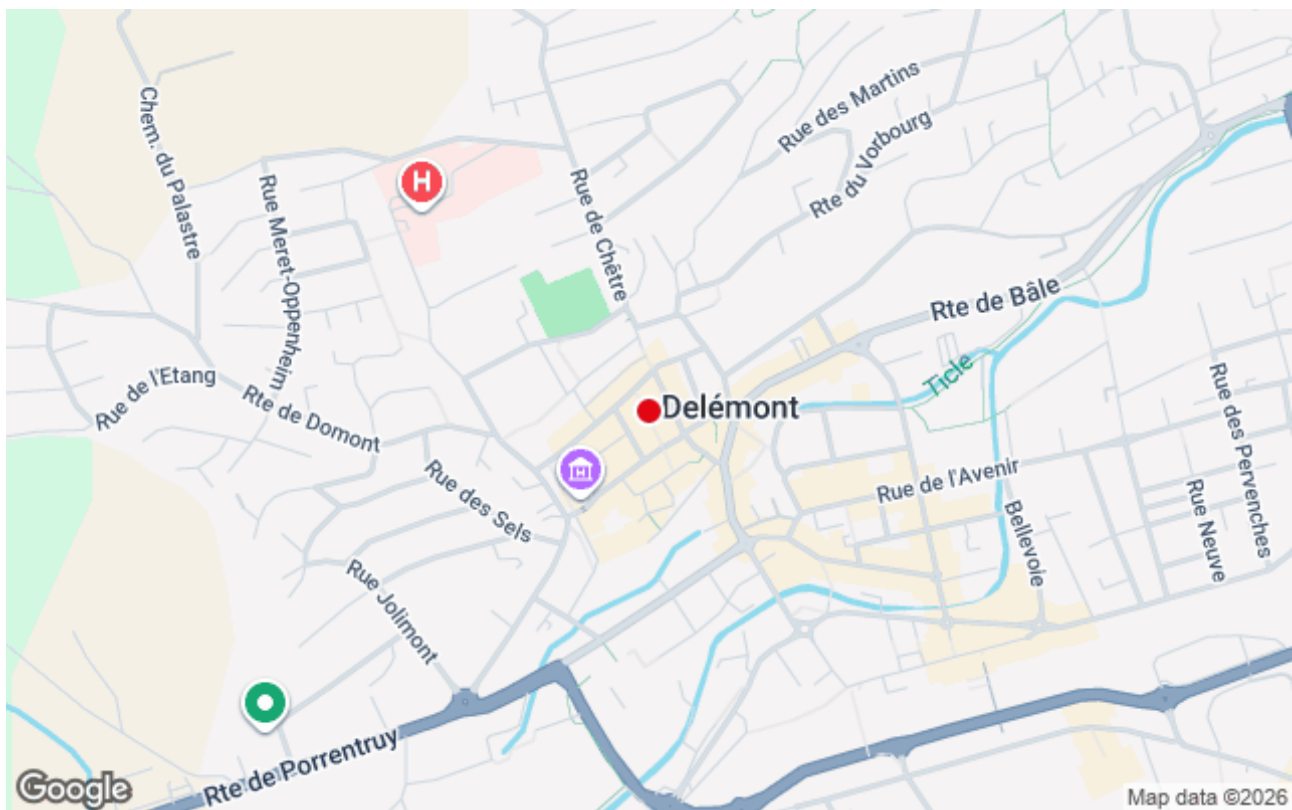 Chem. du Palastre
Rue Meret-Oppenheim
H
Rue de Chêtre
Rue des Martins
Rte du Vorbourg
Rte de Bâle
Ticle
Rue de l'Etang
Rte de Domont
Delémont
Rue des Sels
Rue de l'Avenir
Bellevoie
Rue Neuve
Rue des Pervenches
Rue Jolimont
Rte de Porrentruy
Google
Map data ©2026